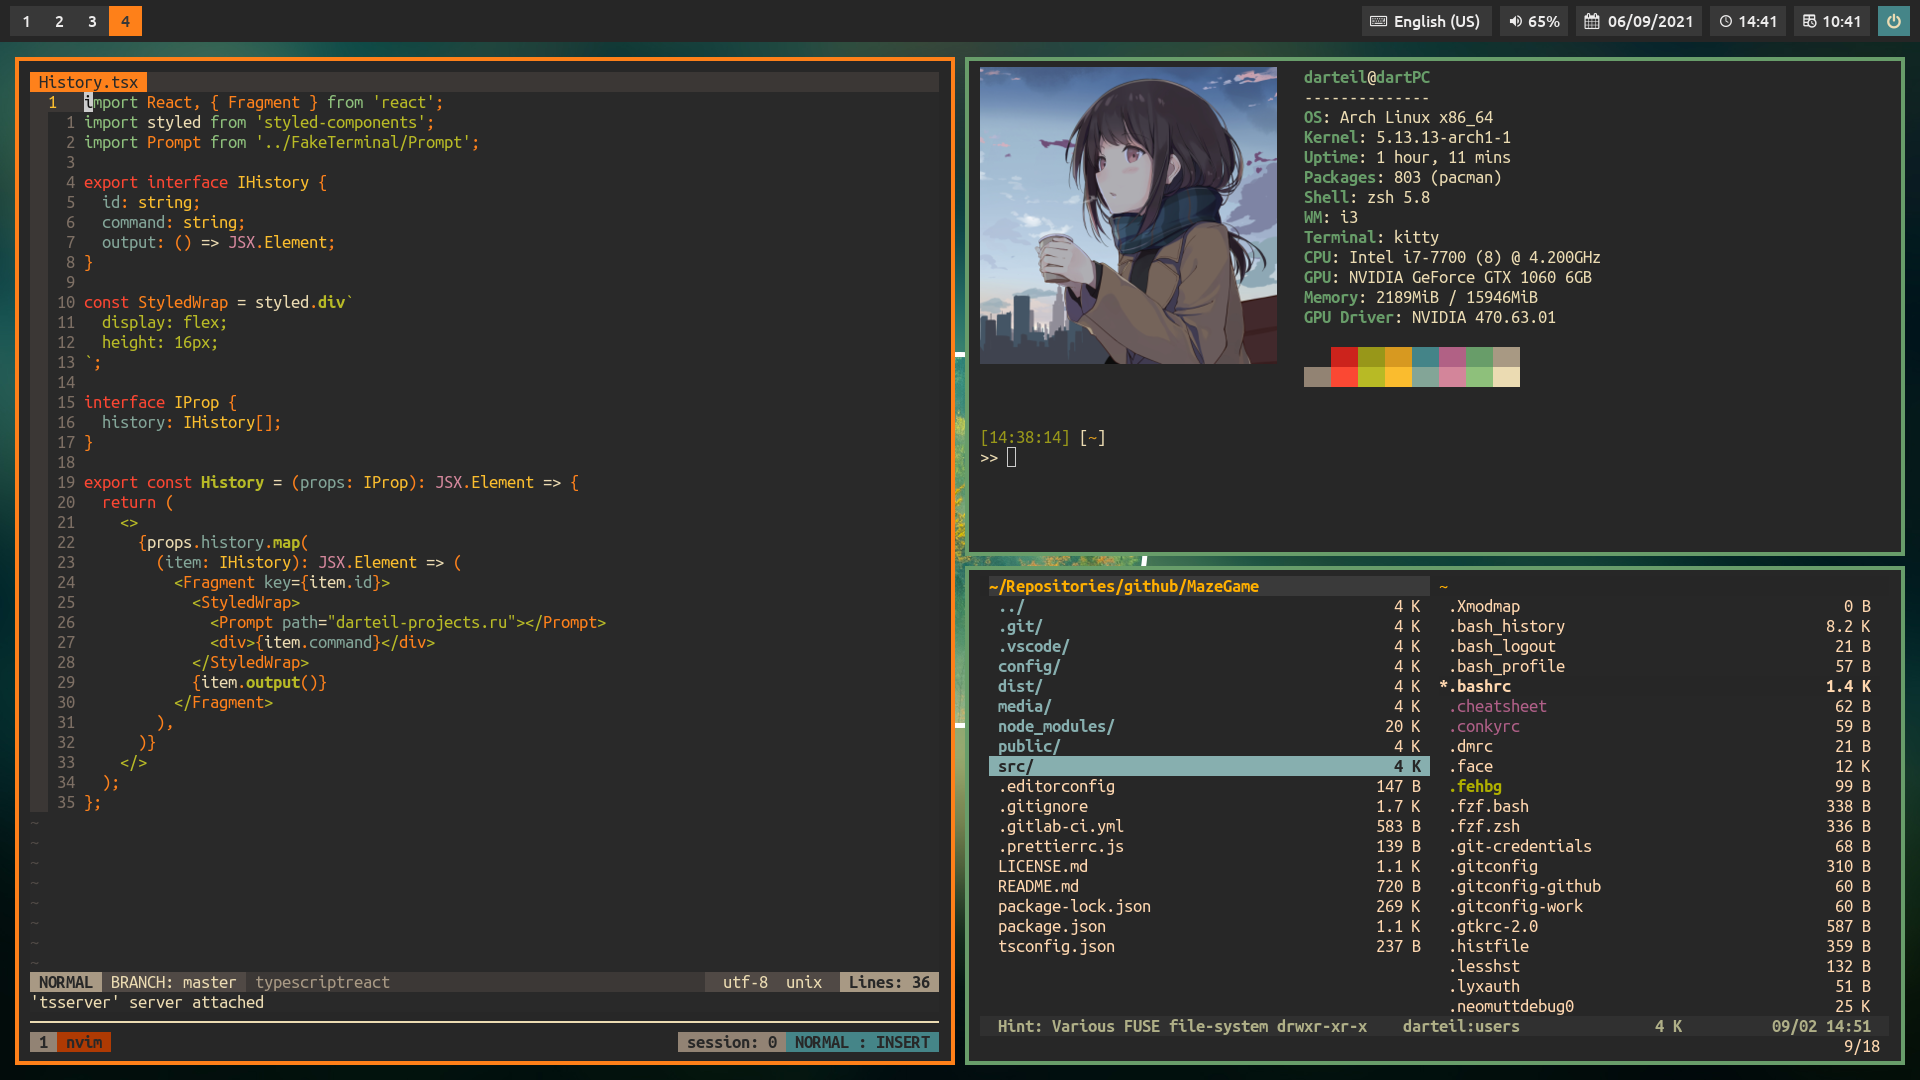 1 2 3 4
English (US) 65% 06/09/2021 14:41 10:41
History.tsx
1 import React, { Fragment } from 'react';
1 import styled from 'styled-components';
2 import Prompt from '../FakeTerminal/Prompt';
3
4 export interface IHistory {
5   id: string;
6   command: string;
7   output: () => JSX.Element;
8 }
9
10 const StyledWrap = styled.div`
11   display: flex;
12   height: 16px;
13 `;
14
15 interface IProp {
16   history: IHistory[];
17 }
18
19 export const History = (props: IProp): JSX.Element => {
20   return (
21     <>
22       {props.history.map(
23         (item: IHistory): JSX.Element => (
24           <Fragment key={item.id}>
25             <StyledWrap>
26               <Prompt path="darteil-projects.ru"></Prompt>
27               <div>{item.command}</div>
28             </StyledWrap>
29             {item.output()}
30           </Fragment>
31         ),
32       )}
33     </>
34   );
35 };
~
~
~
~
~
~
~
~
NORMAL BRANCH: master typescriptreact utf-8 unix Lines: 36
'tsserver' server attached
1 nvim session: 0 NORMAL : INSERT
darteil@dartPC
--------------
OS: Arch Linux x86_64
Kernel: 5.13.13-arch1-1
Uptime: 1 hour, 11 mins
Packages: 803 (pacman)
Shell: zsh 5.8
WM: i3
Terminal: kitty
CPU: Intel i7-7700 (8) @ 4.200GHz
GPU: NVIDIA GeForce GTX 1060 6GB
Memory: 2189MiB / 15946MiB
GPU Driver: NVIDIA 470.63.01
[14:38:14] [~]
>>
~/Repositories/github/MazeGame
../ 4 K
.git/ 4 K
.vscode/ 4 K
config/ 4 K
dist/ 4 K
media/ 4 K
node_modules/ 20 K
public/ 4 K
src/ 4 K
.editorconfig 147 B
.gitignore 1.7 K
.gitlab-ci.yml 583 B
.prettierrc.js 139 B
LICENSE.md 1.1 K
README.md 720 B
package-lock.json 269 K
package.json 1.1 K
tsconfig.json 237 B
~
.Xmodmap 0 B
.bash_history 8.2 K
.bash_logout 21 B
.bash_profile 57 B
*.bashrc 1.4 K
.cheatsheet 62 B
.conkyrc 59 B
.dmrc 21 B
.face 12 K
.fehbg 99 B
.fzf.bash 338 B
.fzf.zsh 336 B
.git-credentials 68 B
.gitconfig 310 B
.gitconfig-github 60 B
.gitconfig-work 60 B
.gtkrc-2.0 587 B
.histfile 359 B
.lesshst 132 B
.lyxauth 51 B
.neomuttdebug0 25 K
Hint: Various FUSE file-system drwxr-xr-x darteil:users 4 K 09/02 14:51
9/18